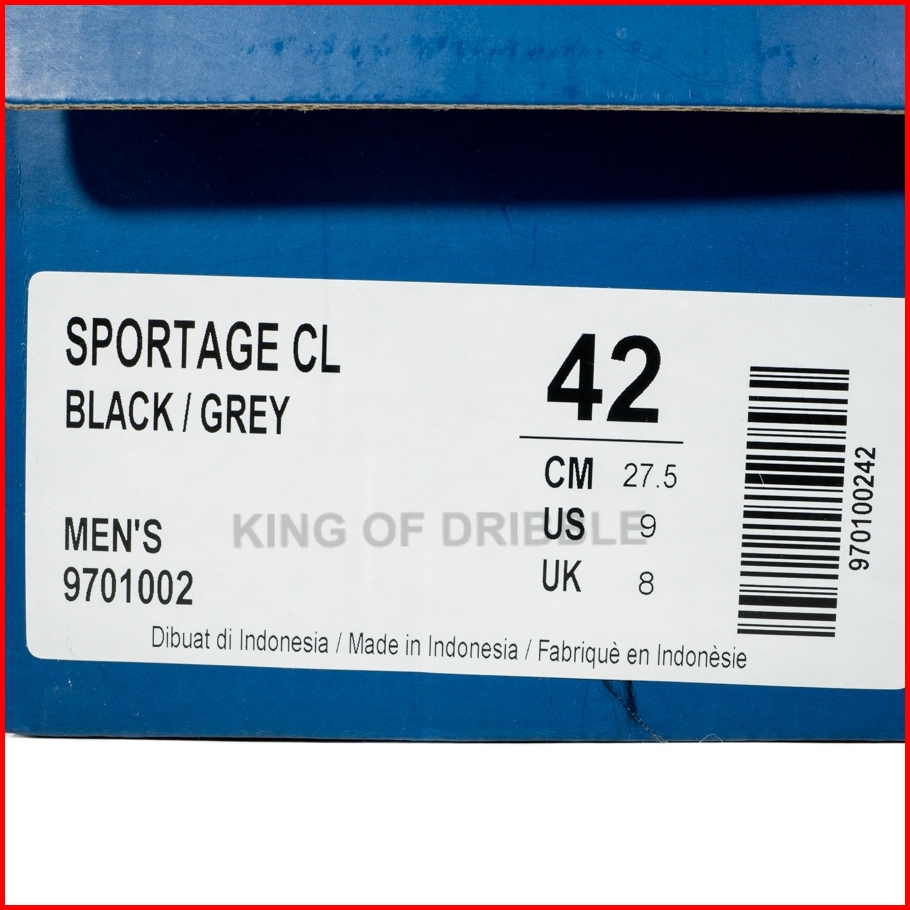 SPORTAGE CL
BLACK / GREY
MEN'S
9701002
42
CM 27.5
US 9
UK 8
970100242
KING OF DRIBBLE
Dibuat di Indonesia / Made in Indonesia / Fabriquè en Indonèsie